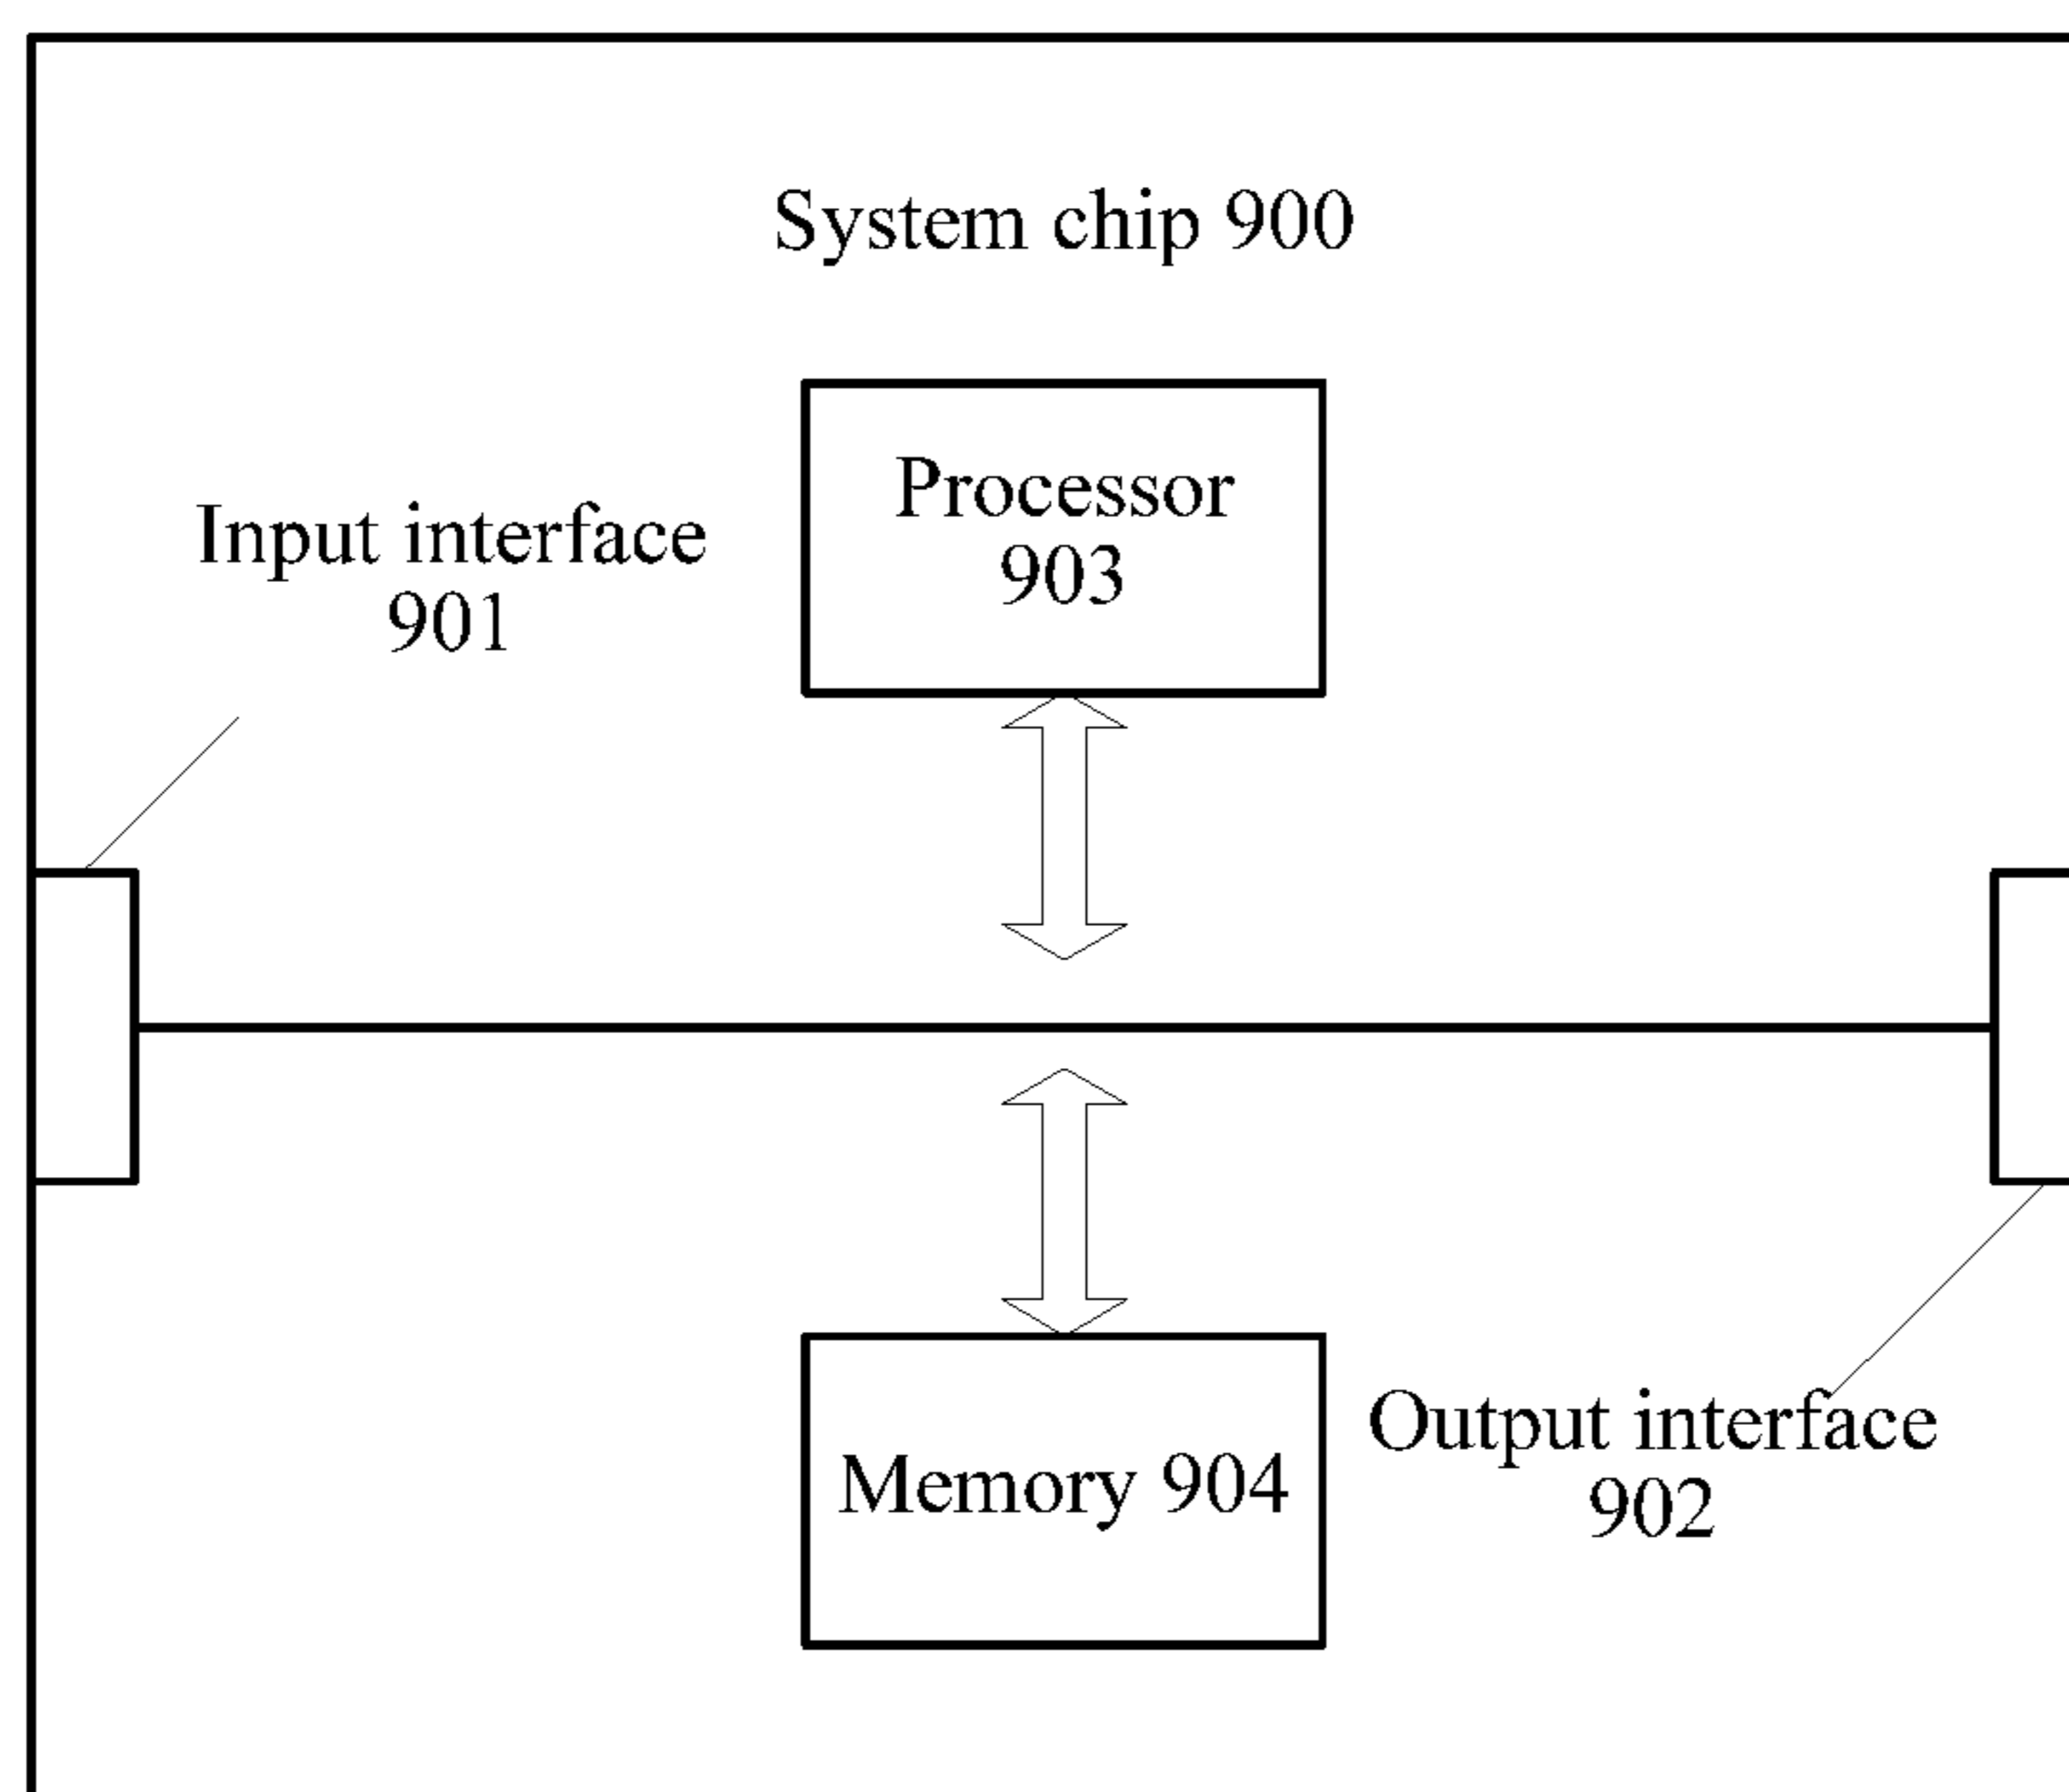 System chip 900
Processor
903
Input interface
901
Memory 904
Output interface
902